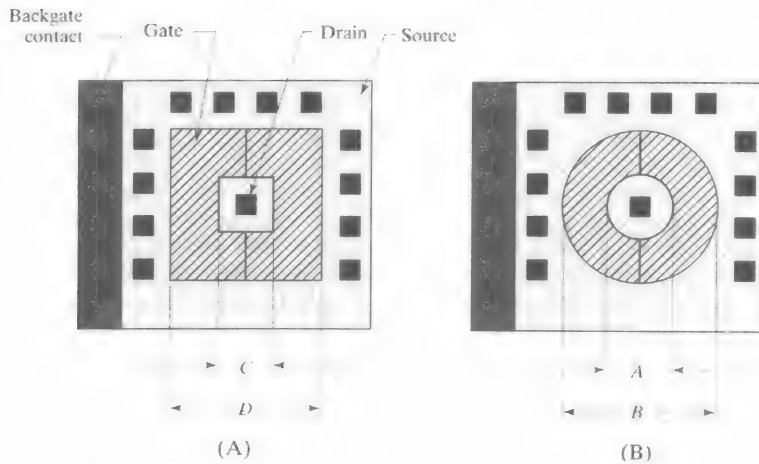 Backgate
contact
Gate
Drain
Source
C
D
(A)
A
B
(B)